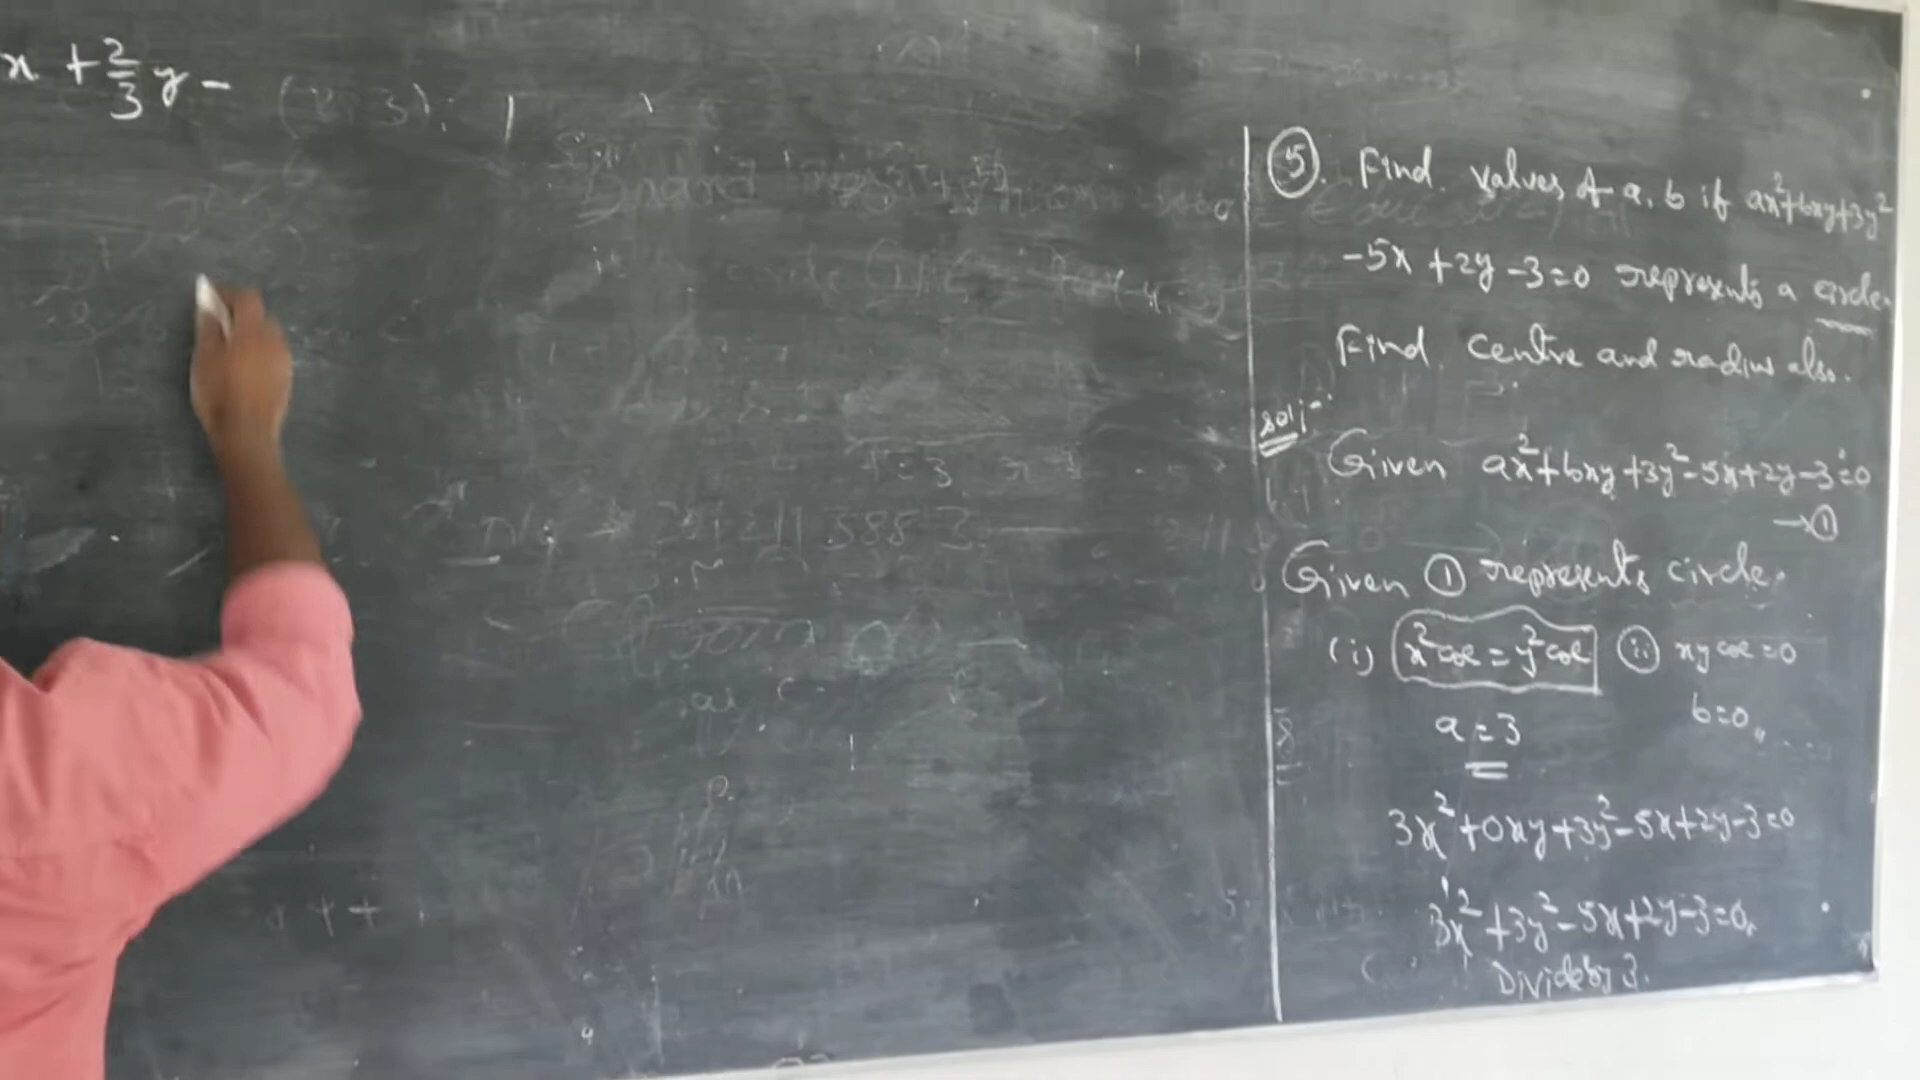 x + 2/3 y -
⑤. Find values of a, b if ax²+bxy+3y²
-5x +2y -3=0 represents a circle.
Find centre and radius also.
Sol:-
Given ax²+bxy+3y²-5x+2y-3=0
→①
Given ① represents circle.
(i) x² coe = y² coe (ii) xy coe = 0
a = 3 b=0
3x²+0xy+3y²-5x+2y-3=0
3x²+3y²-5x+2y-3=0
Divide by 3.